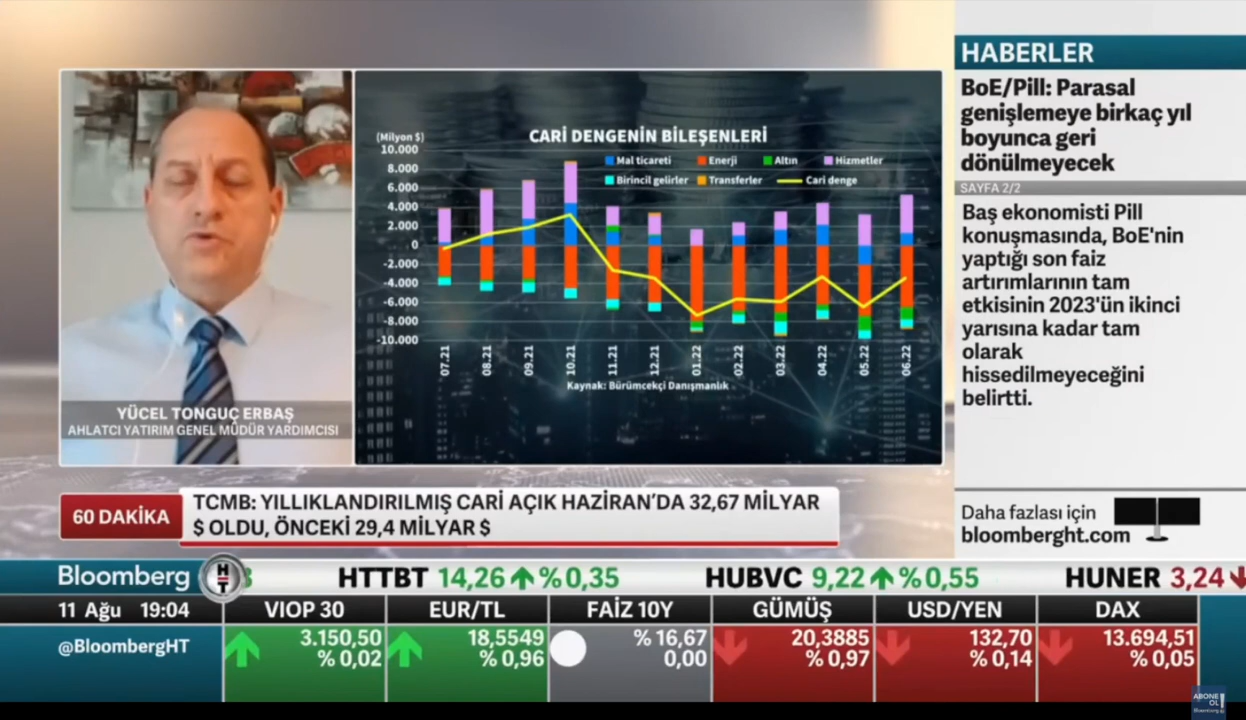 HABERLER
BoE/Pill: Parasal
genişlemeye birkaç yıl
boyunca geri
dönülmeyecek
SAYFA 2/2
Baş ekonomisti Pill
konuşmasında, BoE'nin
yaptığı son faiz
artırımlarının tam
etkisinin 2023'ün ikinci
yarısına kadar tam
olarak
hissedilmeyeceğini
belirtti.
Daha fazlası için
bloomberght.com
CARİ DENGENİN BİLEŞENLERİ
(Milyon $)
10.000
8.000
6.000
4.000
2.000
0
-2.000
-4.000
-6.000
-8.000
-10.000
Mal ticareti Enerji Altın Hizmetler
Birincil gelirler Transferler Cari denge
07.21 08.21 09.21 10.21 11.21 12.21 01.22 02.22 03.22 04.22 05.22 06.22
Kaynak: Bürümcekçi Danışmanlık
YÜCEL TONGUÇ ERBAŞ
AHLATCI YATIRIM GENEL MÜDÜR YARDIMCISI
60 DAKİKA
TCMB: YILLIKLANDIRILMIŞ CARİ AÇIK HAZİRAN'DA 32,67 MİLYAR
$ OLDU, ÖNCEKİ 29,4 MİLYAR $
Bloomberg HT HTTBT 14,26 %0,35 HUBVC 9,22 %0,55 HUNER 3,24
11 Ağu 19:04 VIOP 30 EUR/TL FAİZ 10Y GÜMÜŞ USD/YEN DAX
@BloombergHT 3.150,50 18,5549 % 16,67 20,3885 132,70 13.694,51
% 0,02 % 0,96 0,00 % 0,97 % 0,14 % 0,05
ABONE
OL!
Bloomberg